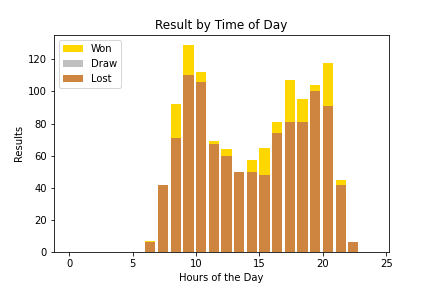 Result by Time of Day
Won
Draw
Lost
Results
120
100
80
60
40
20
0
0 5 10 15 20 25
Hours of the Day